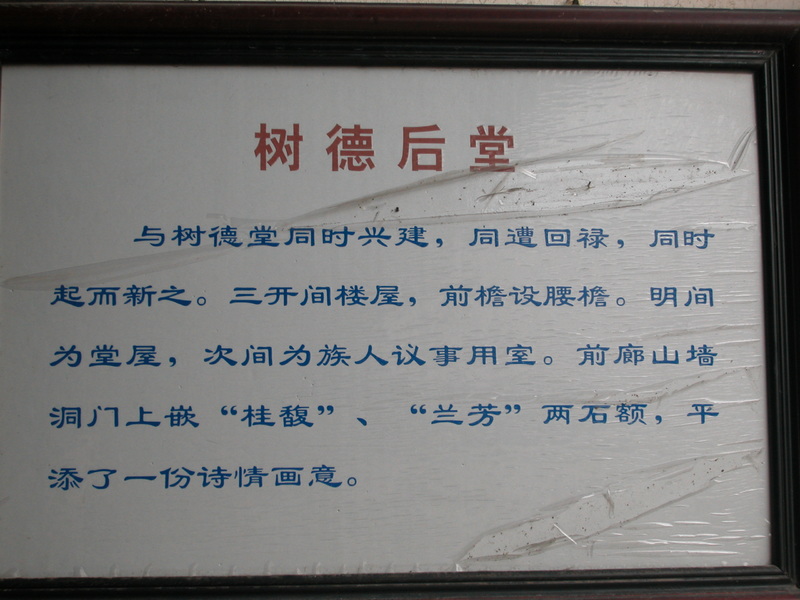 树德后堂
与树德堂同时兴建，同遭回禄，同时
起而新之。三开间楼屋，前檐设腰檐。明间
为堂屋，次间为族人议事用室。前廊山墙
洞门上嵌“桂馥”、“兰芳”两石额，平
添了一份诗情画意。